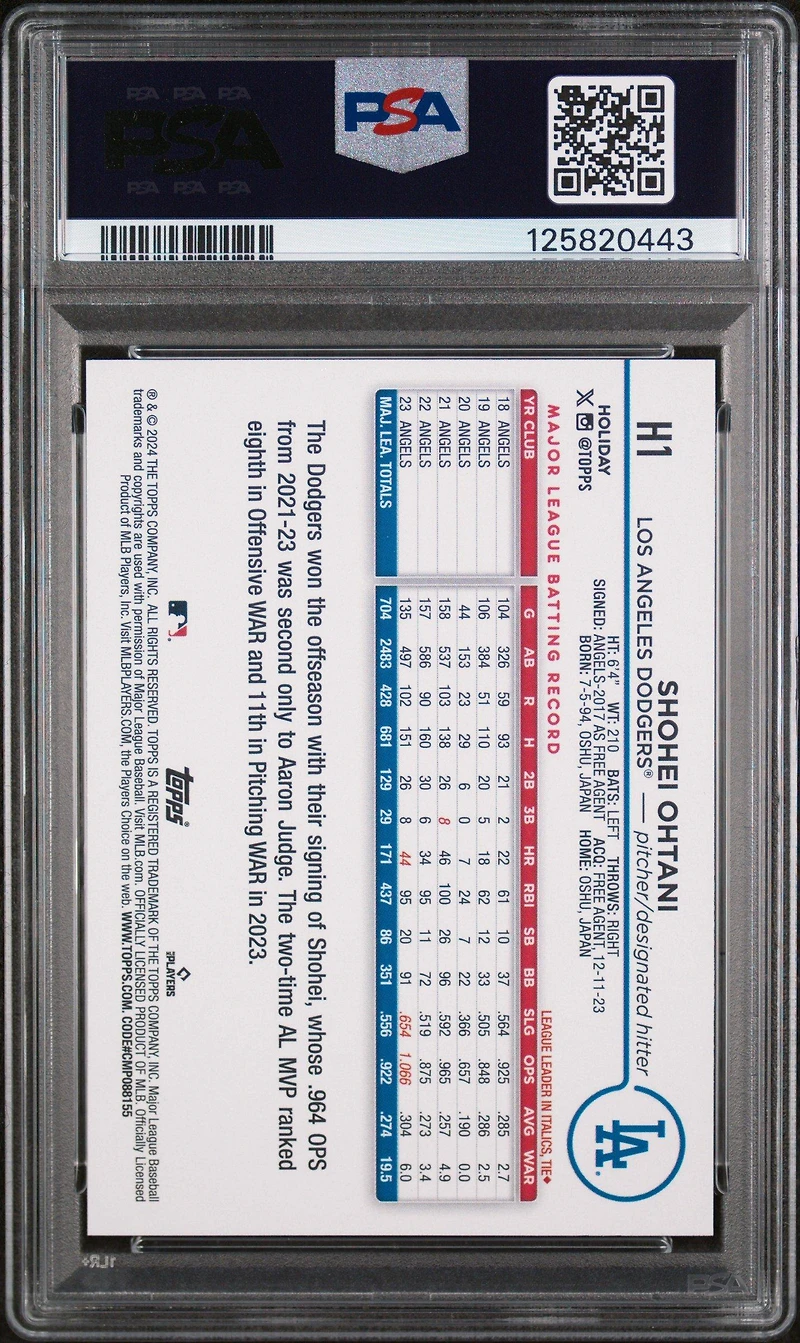 PSA PSA PSA
PSA
PSA PSA PSA
PSA
125820443
H1
SHOHEI OHTANI
LOS ANGELES DODGERS® — pitcher/designated hitter
LA
HOLIDAY
X @TOPPS
HT: 6'4" WT: 210 BATS: LEFT THROWS: RIGHT
SIGNED: ANGELS-2017 AS FREE AGENT ACQ: FREE AGENT, 12-11-23
BORN: 7-5-94, OSHU, JAPAN HOME: OSHU, JAPAN
MAJOR LEAGUE BATTING RECORD
LEAGUE LEADER IN ITALICS, TIE♦
YR CLUB G AB R H 2B 3B HR RBI SB BB SLG OPS AVG WAR
18 ANGELS 104 326 59 93 21 2 22 61 10 37 .564 .925 .285 2.7
19 ANGELS 106 384 51 110 20 5 18 62 12 33 .505 .848 .286 2.5
20 ANGELS 44 153 23 29 6 0 7 24 7 22 .366 .657 .190 0.0
21 ANGELS 158 537 103 138 26 8 46 100 26 96 .592 .965 .257 4.9
22 ANGELS 157 586 90 160 30 6 34 95 11 72 .519 .875 .273 3.4
23 ANGELS 135 497 102 151 26 8 44 95 20 91 .654 1.066 .304 6.0
MAJ. LEA. TOTALS 704 2483 428 681 129 29 171 437 86 351 .556 .922 .274 19.5
The Dodgers won the offseason with their signing of Shohei, whose .964 OPS
from 2021-23 was second only to Aaron Judge. The two-time AL MVP ranked
eighth in Offensive WAR and 11th in Pitching WAR in 2023.
topps®
PLAYERS
® & © 2024 THE TOPPS COMPANY, INC. ALL RIGHTS RESERVED. TOPPS IS A REGISTERED TRADEMARK OF THE TOPPS COMPANY, INC. Major League Baseball
trademarks and copyrights are used with permission of Major League Baseball. Visit MLB.com. OFFICIALLY LICENSED PRODUCT OF MLB. Officially Licensed
Product of MLB Players, Inc. Visit MLBPLAYERS.COM, the Players Choice on the web. WWW.TOPPS.COM. CODE#CMP088155
PSA